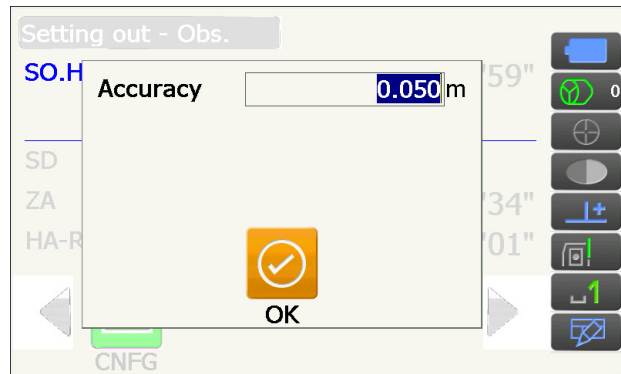 Setting out - Obs.
SO.H
'59"
Accuracy 0.050 m
0
SD
ZA
'34"
HA-R
'01"
1
OK
CNFG